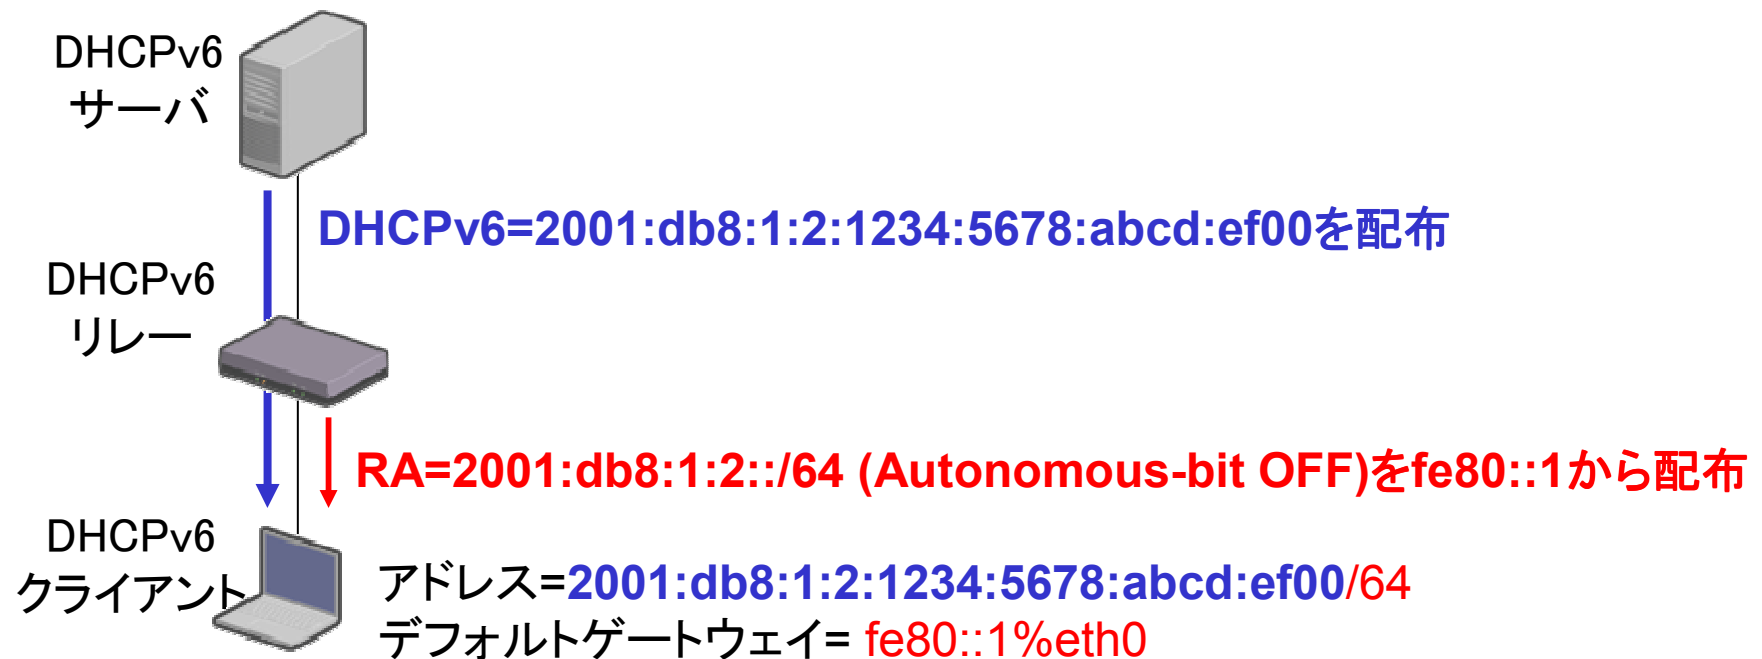 DHCPv6
サーバ
DHCPv6=2001:db8:1:2:1234:5678:abcd:ef00を配布
DHCPv6
リレー
RA=2001:db8:1:2::/64 (Autonomous-bit OFF)をfe80::1から配布
DHCPv6
クライアント
アドレス=2001:db8:1:2:1234:5678:abcd:ef00/64
デフォルトゲートウェイ= fe80::1%eth0